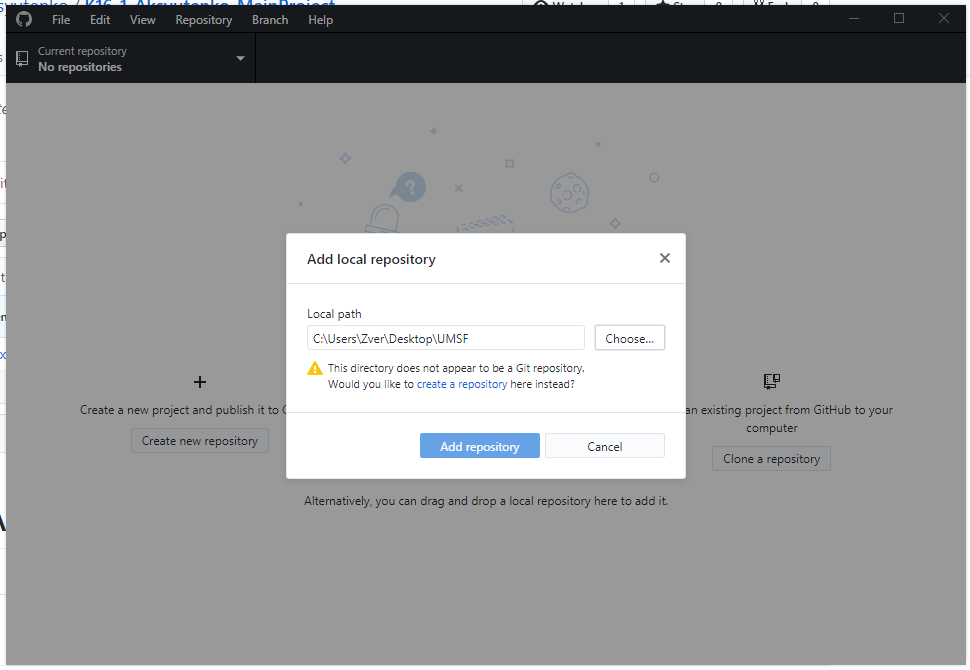 File Edit View Repository Branch Help
Current repository
No repositories
Add local repository
Local path
C:\Users\Zver\Desktop\UMSF
Choose...
This directory does not appear to be a Git repository.
Would you like to create a repository here instead?
Add repository
Cancel
Create a new project and publish it to
Create new repository
an existing project from GitHub to your
computer
Clone a repository
Alternatively, you can drag and drop a local repository here to add it.